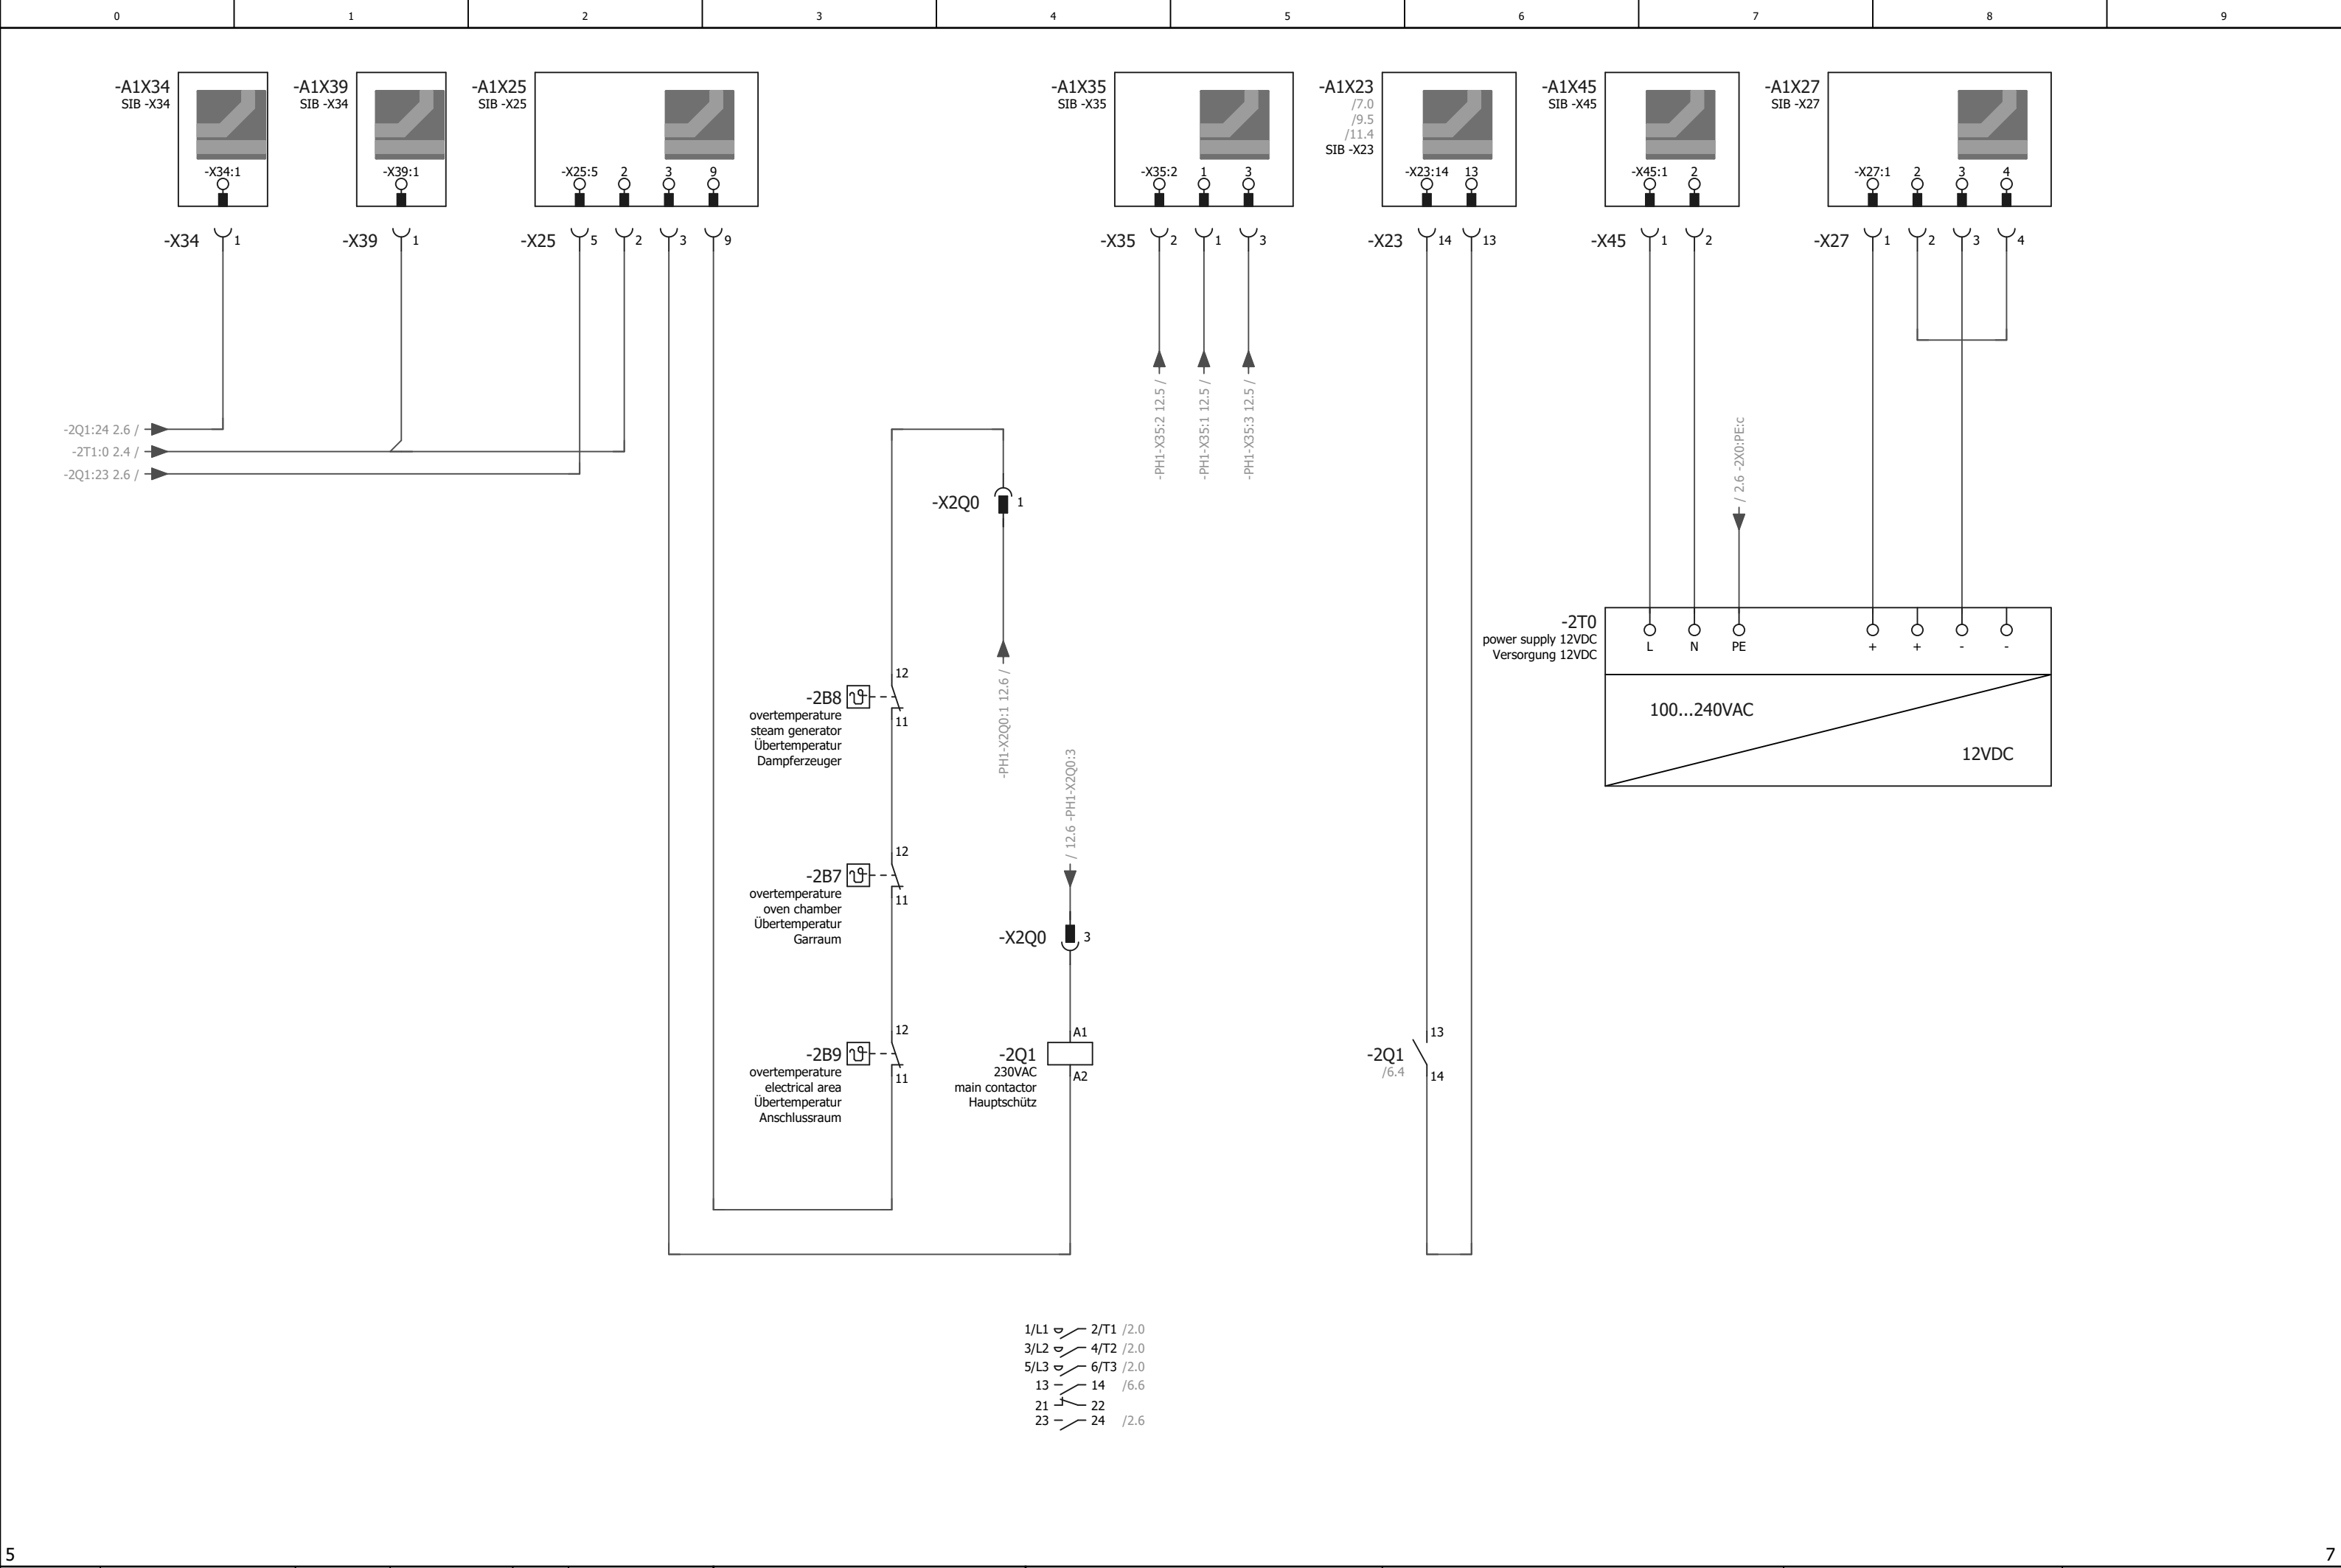 0 1 2 3 4 5 6 7 8 9
-A1X34
SIB -X34
-X34:1
-X34 1
-A1X39
SIB -X34
-X39:1
-X39 1
-A1X25
SIB -X25
-X25:5 2 3 9
-X25 5 2 3 9
-A1X35
SIB -X35
-X35:2 1 3
-X35 2 1 3
-A1X23
/7.0
/9.5
/11.4
SIB -X23
-X23:14 13
-X23 14 13
-A1X45
SIB -X45
-X45:1 2
-X45 1 2
-A1X27
SIB -X27
-X27:1 2 3 4
-X27 1 2 3 4
-2Q1:24 2.6 /
-2T1:0 2.4 /
-2Q1:23 2.6 /
-PH1-X35:2 12.5 /
-PH1-X35:1 12.5 /
-PH1-X35:3 12.5 /
/ 2.6 -2X0:PE:c
-X2Q0 1
-PH1-X2Q0:1 12.6 /
-2T0
power supply 12VDC
Versorgung 12VDC
L N PE + + - -
100...240VAC
12VDC
12
-2B8
11
overtemperature
steam generator
Übertemperatur
Dampferzeuger
/ 12.6 -PH1-X2Q0:3
12
-2B7
11
overtemperature
oven chamber
Übertemperatur
Garraum
-X2Q0 3
12
-2B9
11
overtemperature
electrical area
Übertemperatur
Anschlussraum
A1
-2Q1
230VAC
A2
main contactor
Hauptschütz
13
-2Q1
/6.4
14
1/L1 2/T1 /2.0
3/L2 4/T2 /2.0
5/L3 6/T3 /2.0
13 14 /6.6
21 22
23 24 /2.6
5 7